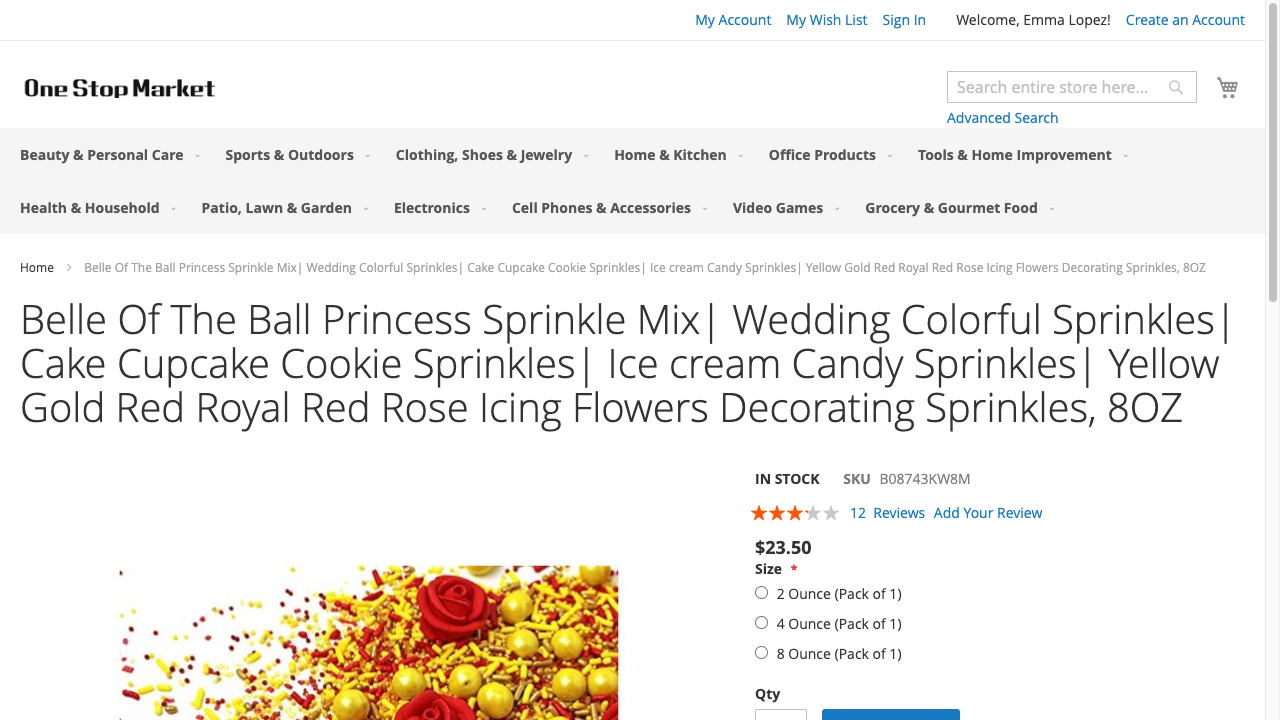 My Account My Wish List Sign In Welcome, Emma Lopez! Create an Account
One Stop Market
Search entire store here...
Advanced Search
Beauty & Personal Care Sports & Outdoors Clothing, Shoes & Jewelry Home & Kitchen Office Products Tools & Home Improvement
Health & Household Patio, Lawn & Garden Electronics Cell Phones & Accessories Video Games Grocery & Gourmet Food
Home Belle Of The Ball Princess Sprinkle Mix| Wedding Colorful Sprinkles| Cake Cupcake Cookie Sprinkles| Ice cream Candy Sprinkles| Yellow Gold Red Royal Red Rose Icing Flowers Decorating Sprinkles, 8OZ
Belle Of The Ball Princess Sprinkle Mix| Wedding Colorful Sprinkles|
Cake Cupcake Cookie Sprinkles| Ice cream Candy Sprinkles| Yellow
Gold Red Royal Red Rose Icing Flowers Decorating Sprinkles, 8OZ
IN STOCK SKU B08743KW8M
12 Reviews Add Your Review
$23.50
Size *
2 Ounce (Pack of 1)
4 Ounce (Pack of 1)
8 Ounce (Pack of 1)
Qty